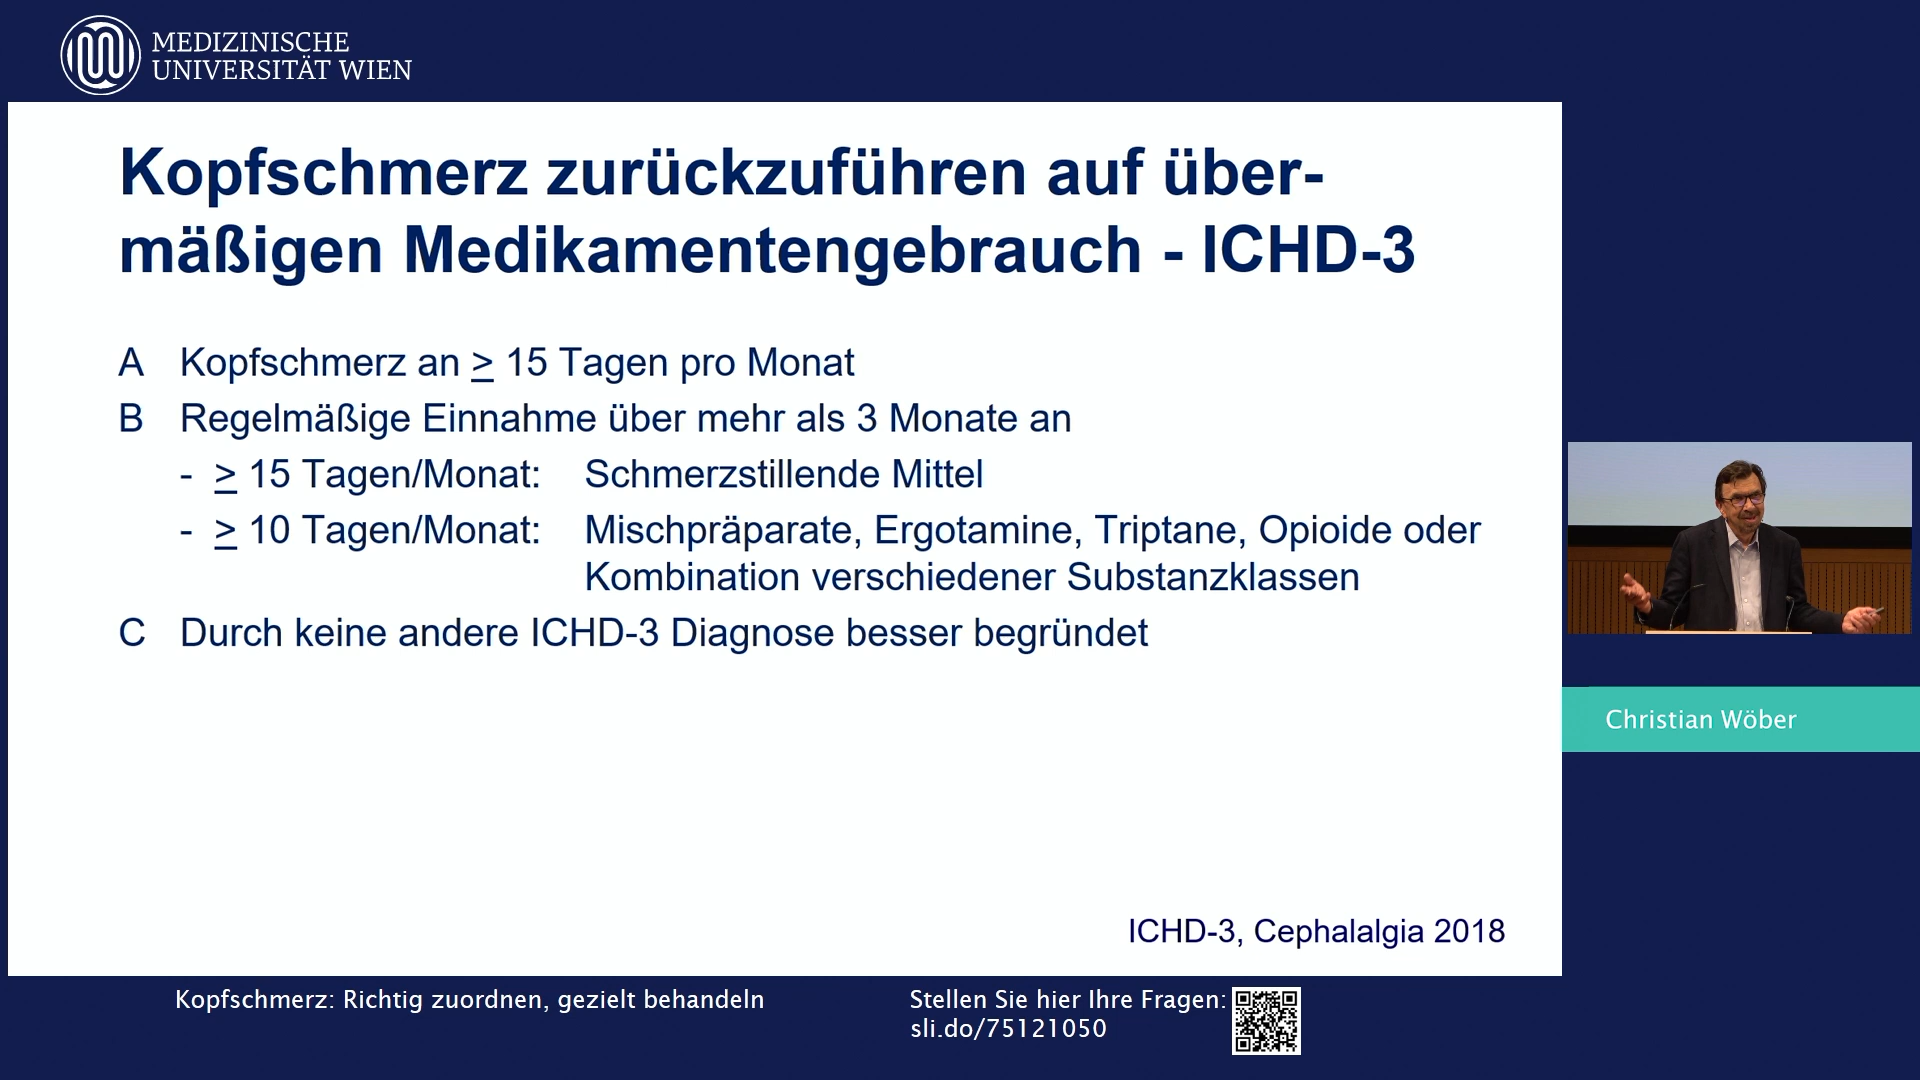 MEDIZINISCHE
UNIVERSITÄT WIEN
Kopfschmerz zurückzuführen auf über-
mäßigen Medikamentengebrauch - ICHD-3
A Kopfschmerz an ≥ 15 Tagen pro Monat
B Regelmäßige Einnahme über mehr als 3 Monate an
- ≥ 15 Tagen/Monat: Schmerzstillende Mittel
- ≥ 10 Tagen/Monat: Mischpräparate, Ergotamine, Triptane, Opioide oder
Kombination verschiedener Substanzklassen
C Durch keine andere ICHD-3 Diagnose besser begründet
ICHD-3, Cephalalgia 2018
Christian Wöber
Kopfschmerz: Richtig zuordnen, gezielt behandeln
Stellen Sie hier Ihre Fragen:
sli.do/75121050